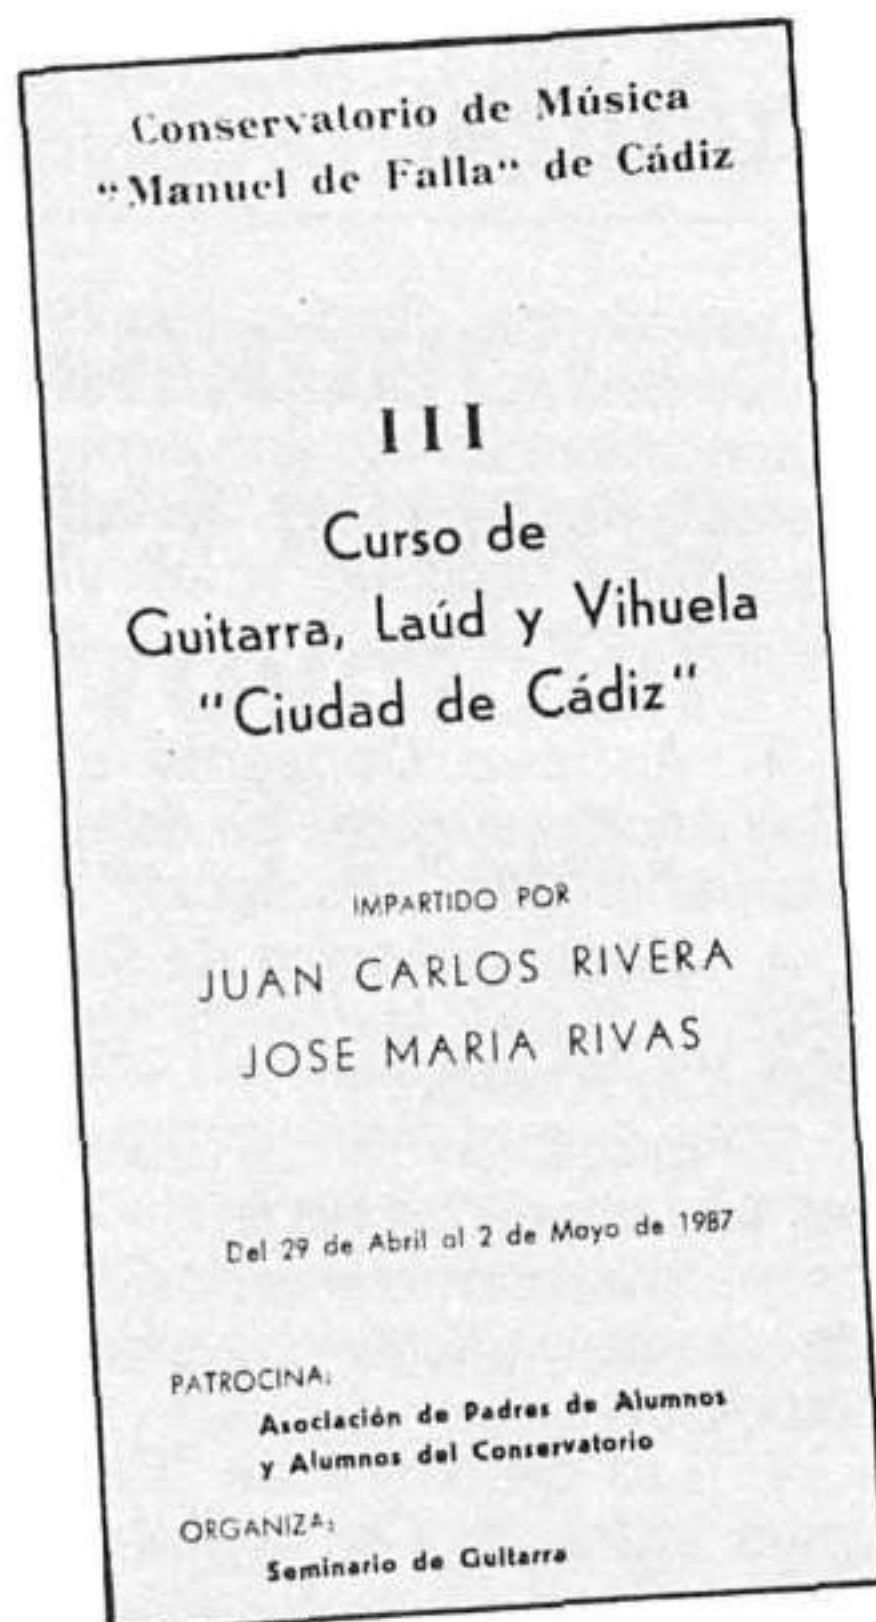 Conservatorio de Música
"Manuel de Falla" de Cádiz
III
Curso de
Guitarra, Laúd y Vihuela
"Ciudad de Cádiz"
IMPARTIDO POR
JUAN CARLOS RIVERA
JOSE MARIA RIVAS
Del 29 de Abril al 2 de Mayo de 1987
PATROCINA:
Asociación de Padres de Alumnos
y Alumnos del Conservatorio
ORGANIZA:
Seminario de Guitarra